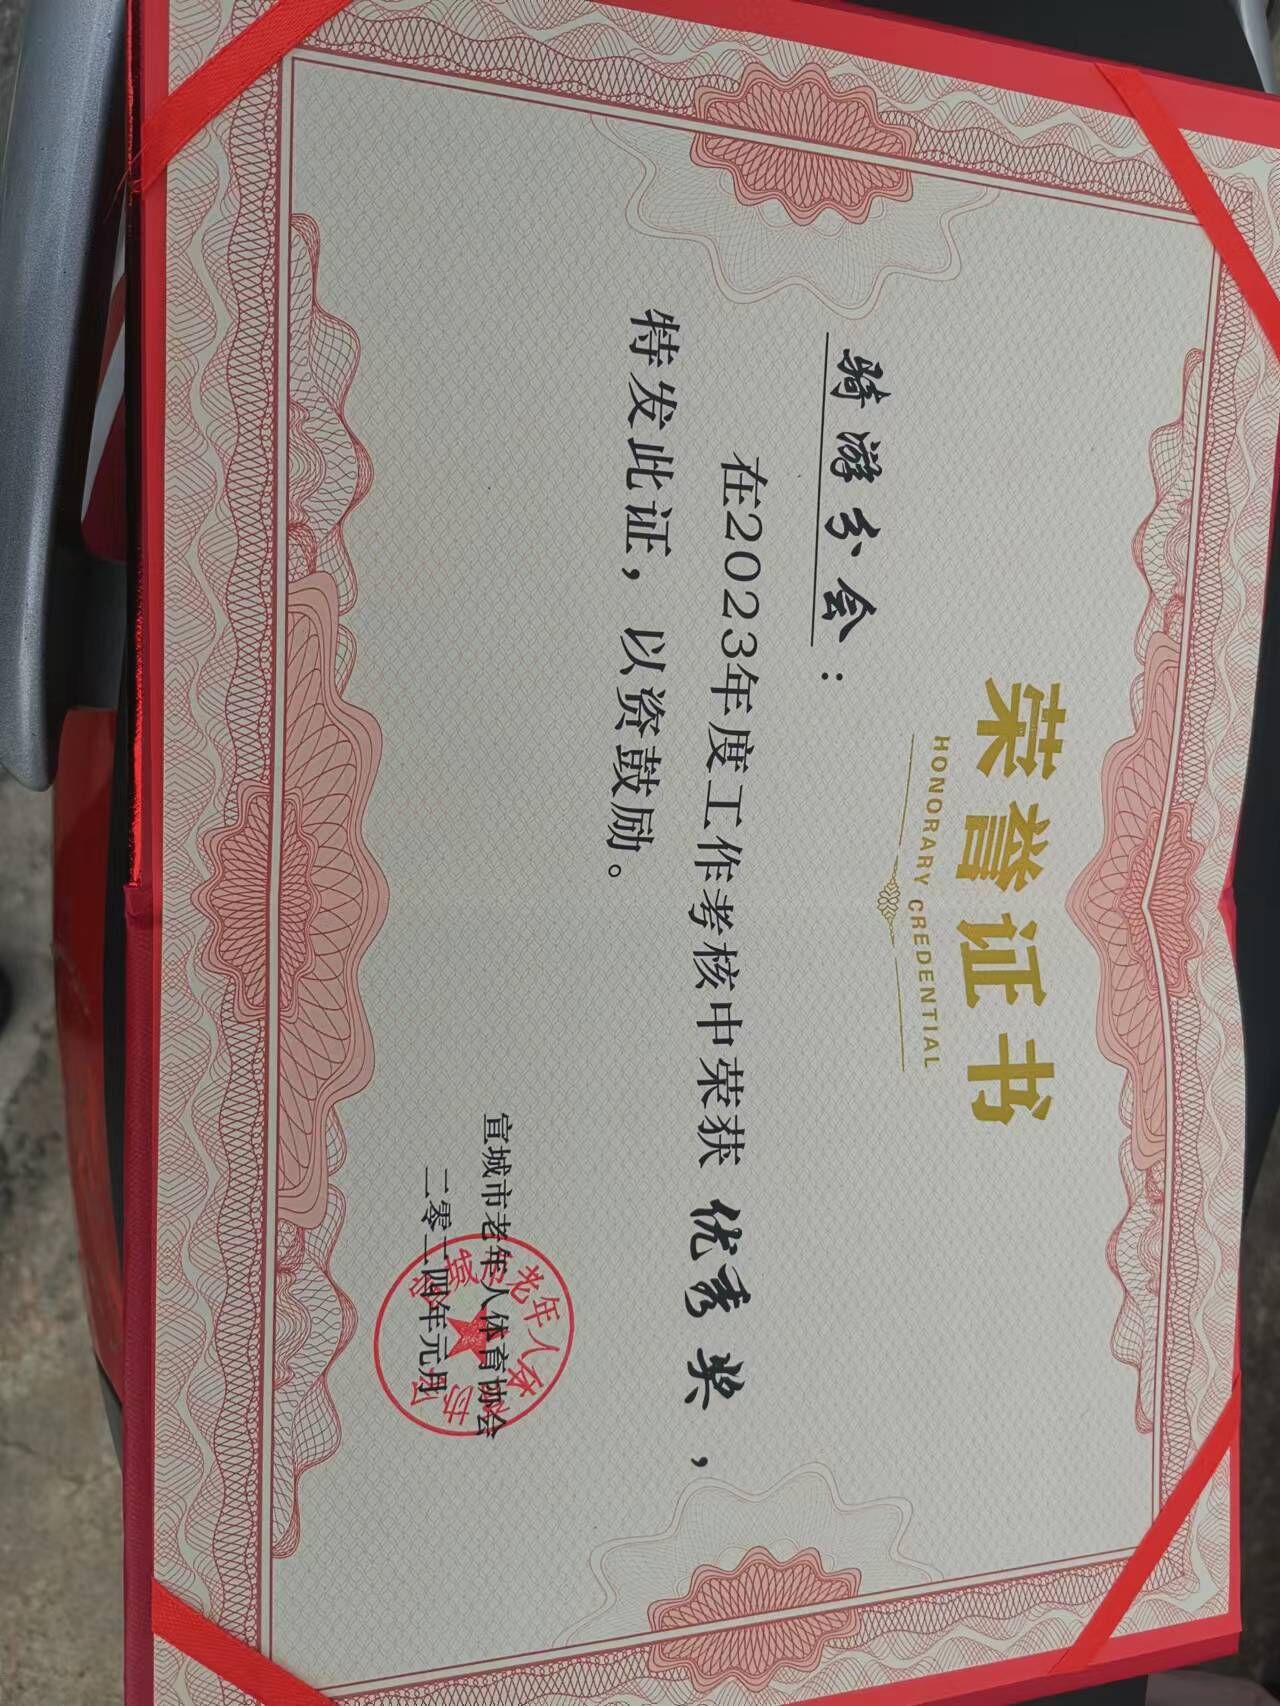 荣誉证书
HONORARY CREDENTIAL
骑游分会：
在2023年度工作考核中荣获 优秀奖，
特发此证，以资鼓励。
宣城市老年人体育协会
二零二四年元月